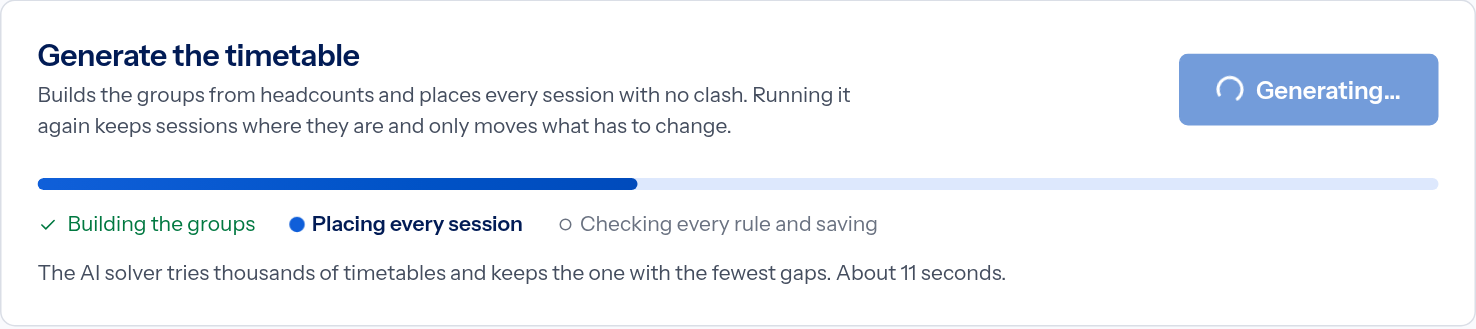 Generate the timetable
Builds the groups from headcounts and places every session with no clash. Running it
again keeps sessions where they are and only moves what has to change.
Generating...
Building the groups
Placing every session
Checking every rule and saving
The AI solver tries thousands of timetables and keeps the one with the fewest gaps. About 11 seconds.